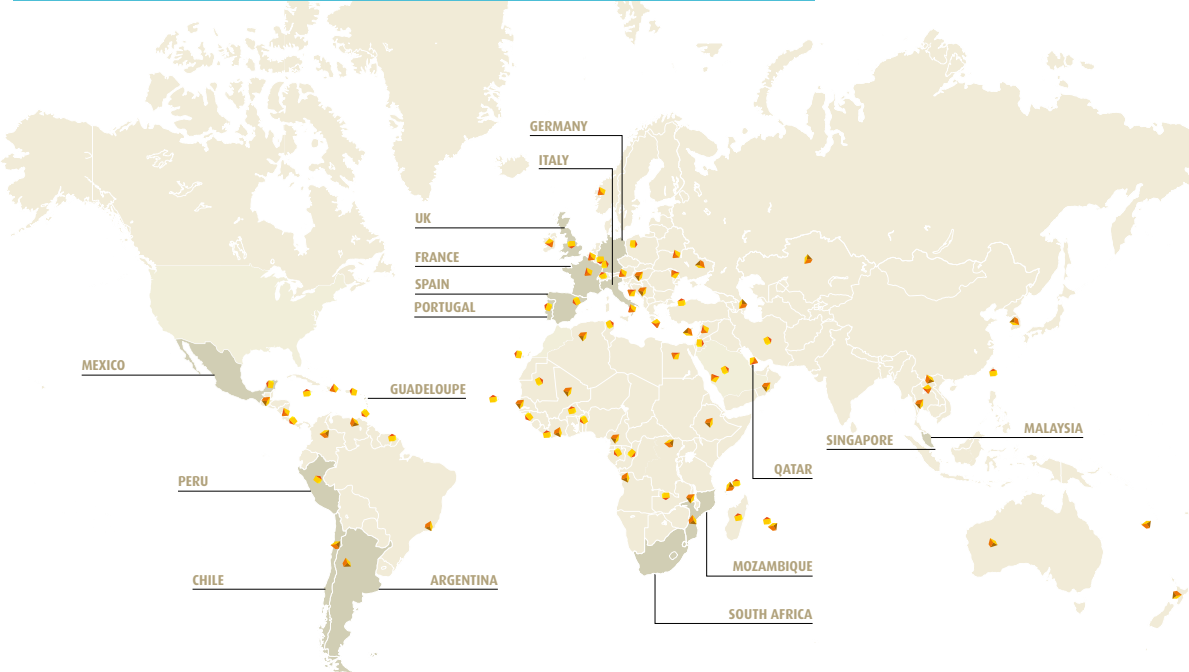 GERMANY
ITALY
UK
FRANCE
SPAIN
PORTUGAL
MEXICO
GUADELOUPE
MALAYSIA
SINGAPORE
QATAR
PERU
MOZAMBIQUE
CHILE
ARGENTINA
SOUTH AFRICA